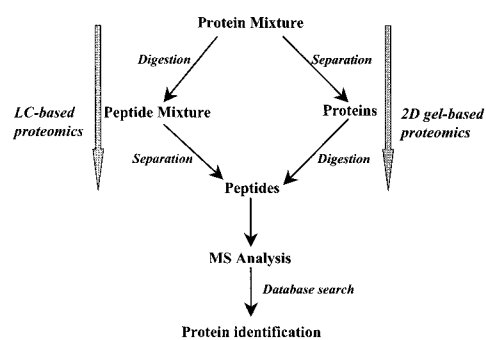 Protein Mixture
Digestion
Separation
LC-based
proteomics
Peptide Mixture
Proteins
2D gel-based
proteomics
Separation
Digestion
Peptides
MS Analysis
Database search
Protein identification